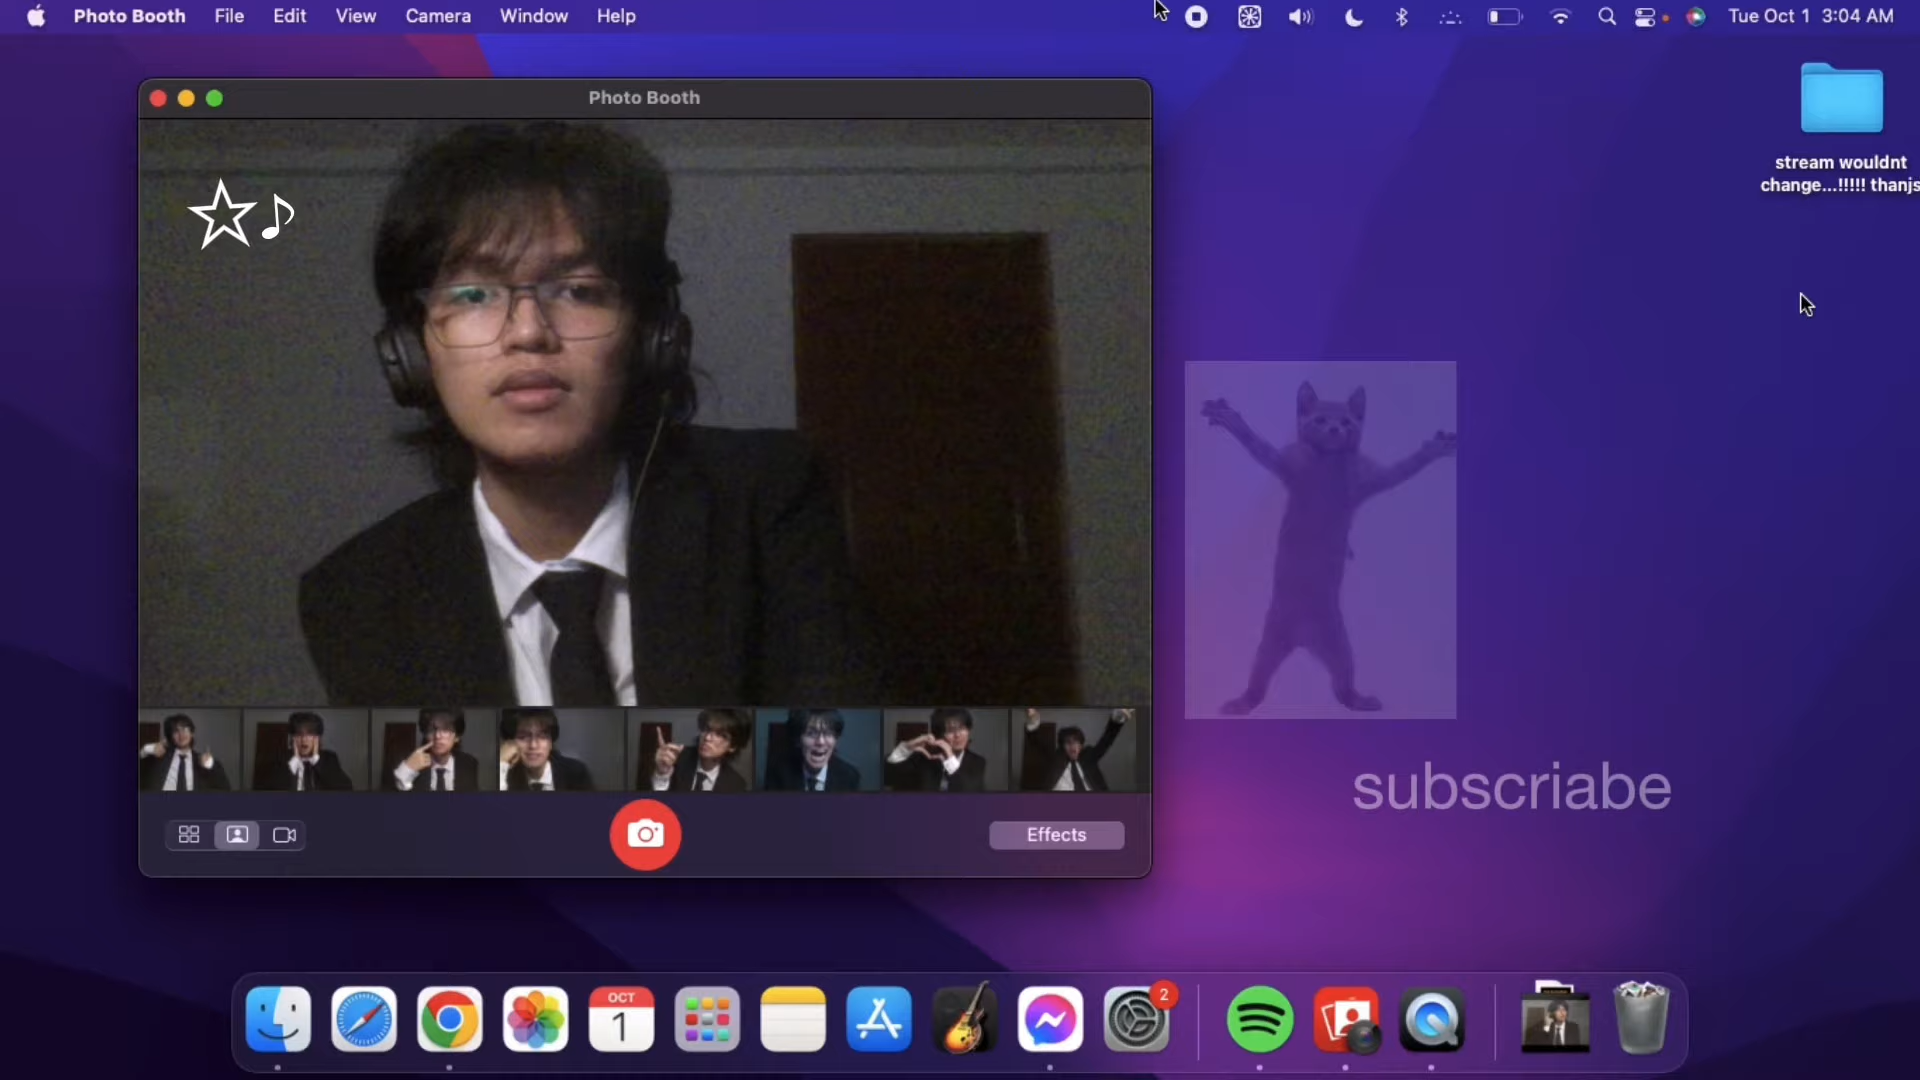 Photo Booth File Edit View Camera Window Help Tue Oct 1 3:04 AM
Photo Booth
stream wouldnt
change...!!!!! thanjs
subscriabe
Effects
OCT
1
2